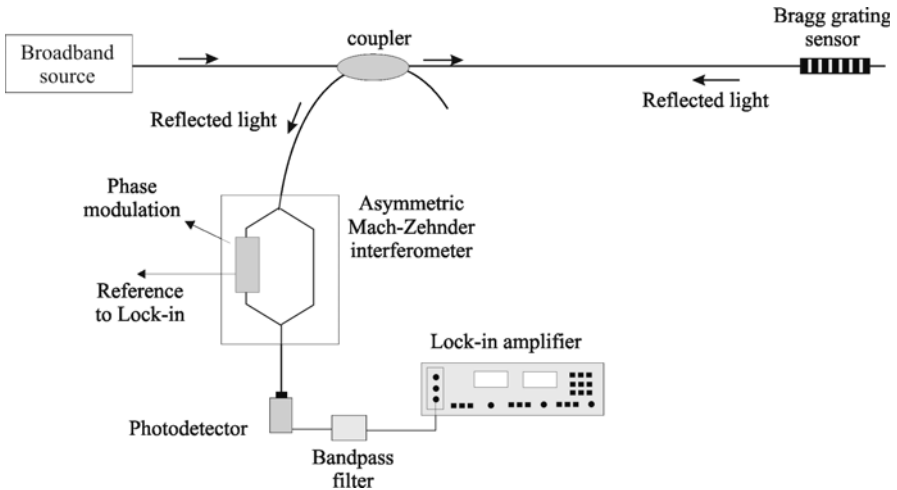 Broadband
source
coupler
Bragg grating
sensor
Reflected light
Reflected light
Phase
modulation
Asymmetric
Mach-Zehnder
interferometer
Reference
to Lock-in
Lock-in amplifier
Photodetector
Bandpass
filter